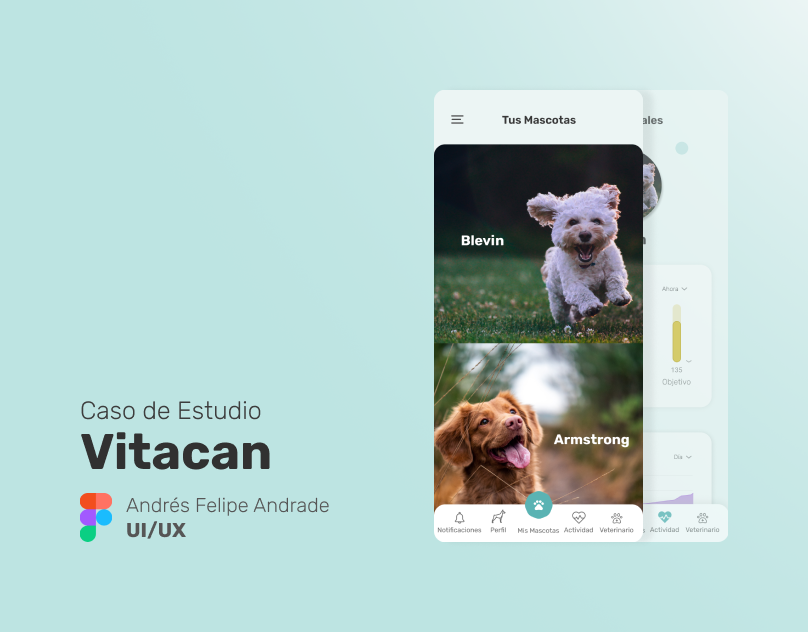 Caso de Estudio
Vitacan
Andrés Felipe Andrade
UI/UX
Tus Mascotas
Blevin
Armstrong
Notificaciones
Perfil
Mis Mascotas
Actividad
Veterinario
Ahora
135
Objetivo
Día
Actividad
Veterinario